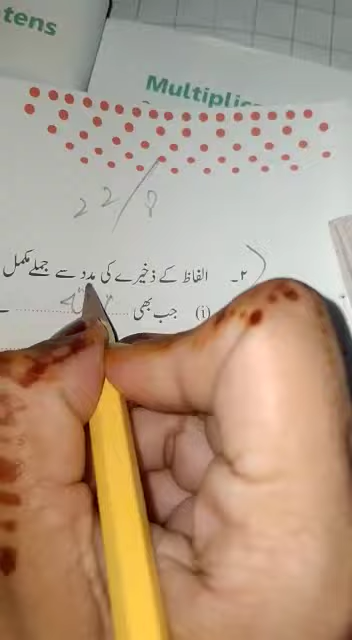 tens
Multiplic
22/8
۲۔ الفاظ کے ذخیرے کی مدد سے جملے مکمل
(i) جب بھی